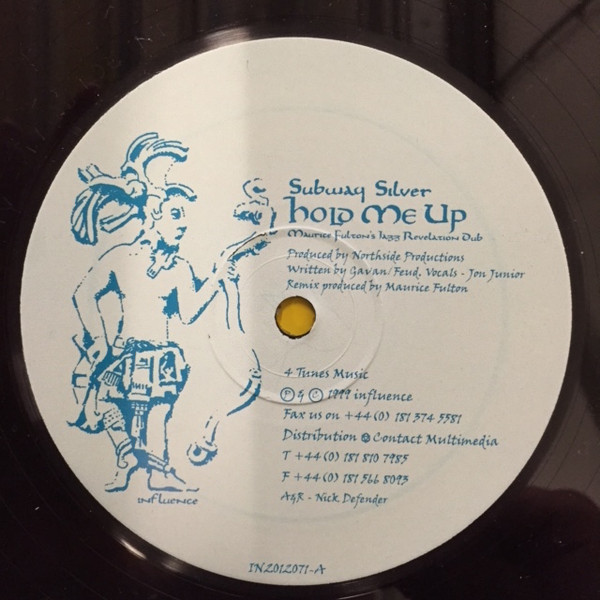 Subway Silver
Hold Me Up
Maurice Fulton's Jazz Revelation Dub
Produced by Northside Productions
Written by Gavan/Feud. Vocals - Jon Junior
Remix produced by Maurice Fulton
4 Tunes Music
Ⓟ & © 1999 influence
Fax us on +44 (0) 181 374 5581
Distribution @ Contact Multimedia
T +44 (0) 181 810 7985
F +44 (0) 181 566 8093
A&R - Nick Defender
influence
IN2012071-A